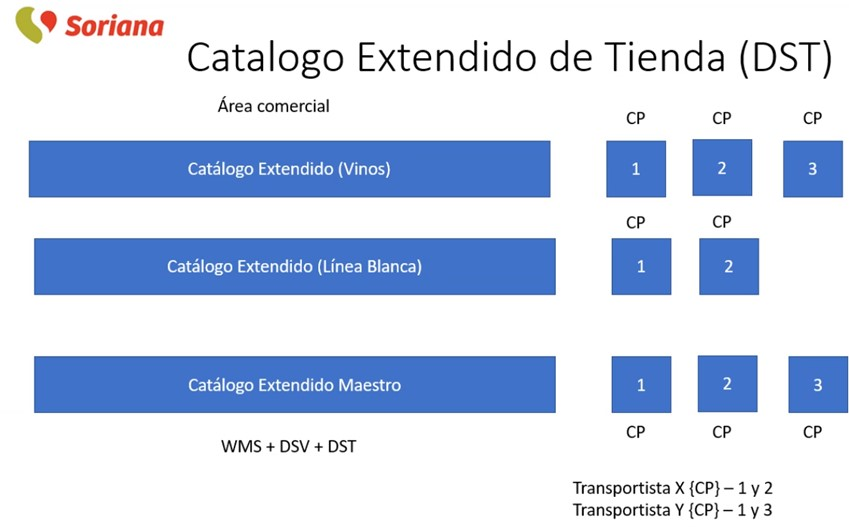 Soriana
Catalogo Extendido de Tienda (DST)
Área comercial
CP CP CP
Catálogo Extendido (Vinos) 1 2 3
CP CP
Catálogo Extendido (Línea Blanca) 1 2
Catálogo Extendido Maestro 1 2 3
CP CP CP
WMS + DSV + DST
Transportista X {CP} – 1 y 2
Transportista Y {CP} – 1 y 3